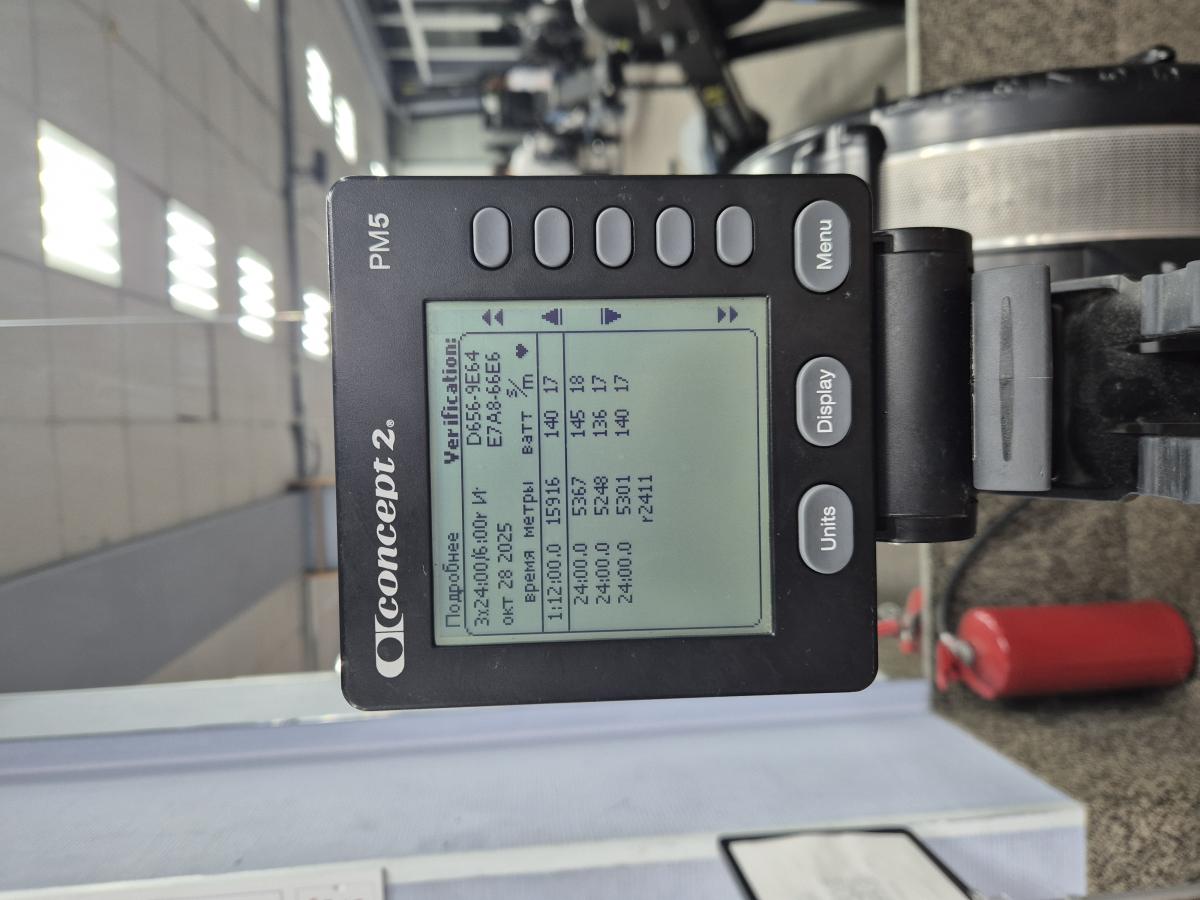 concept 2® PM5
Подробнее Verification:
3x24:00/6:00r И D656-9E64
окт 28 2025 E7A8-66E6
время метры ватт s/m ♥
1:12:00.0 15916 140 17
24:00.0 5367 145 18
24:00.0 5248 136 17
24:00.0 5301 140 17
r2411
Units Display Menu